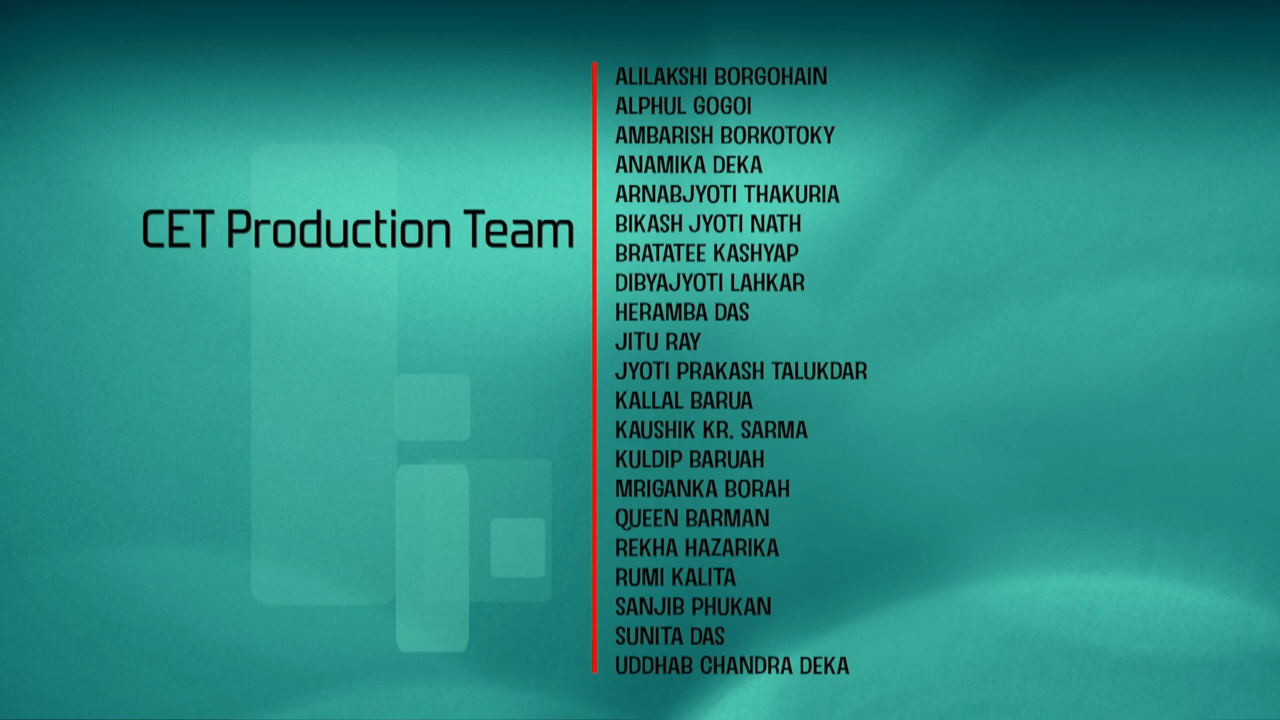 CET Production Team
ALILAKSHI BORGOHAIN
ALPHUL GOGOI
AMBARISH BORKOTOKY
ANAMIKA DEKA
ARNABJYOTI THAKURIA
BIKASH JYOTI NATH
BRATATEE KASHYAP
DIBYAJYOTI LAHKAR
HERAMBA DAS
JITU RAY
JYOTI PRAKASH TALUKDAR
KALLAL BARUA
KAUSHIK KR. SARMA
KULDIP BARUAH
MRIGANKA BORAH
QUEEN BARMAN
REKHA HAZARIKA
RUMI KALITA
SANJIB PHUKAN
SUNITA DAS
UDDHAB CHANDRA DEKA